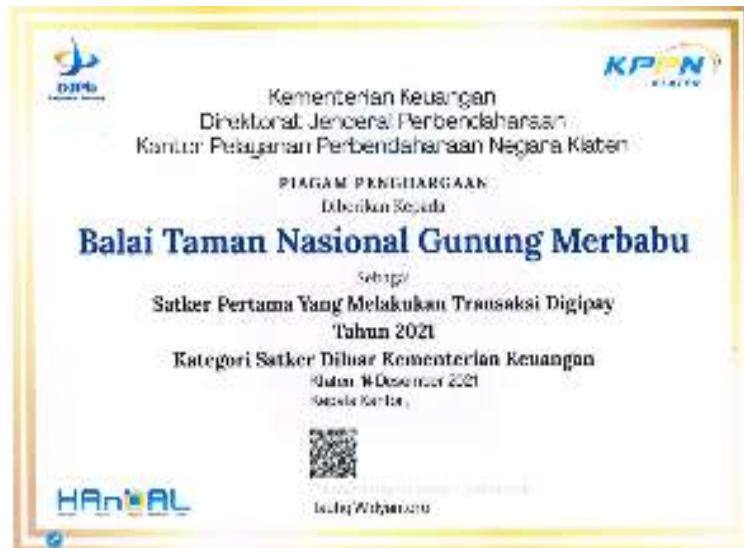 DJPb
KPPN
KLATEN
Kementerian Keuangan
Direktorat Jenderal Perbendaharaan
Kantor Pelayanan Perbendaharaan Negara Klaten
PIAGAM PENGHARGAAN
Diberikan Kepada
Balai Taman Nasional Gunung Merbabu
Sebagai
Satker Pertama Yang Melakukan Transaksi Digipay
Tahun 2021
Kategori Satker Diluar Kementerian Keuangan
Klaten, 14 Desember 2021
Kepala Kantor,
HAnDAL
Widyantoro